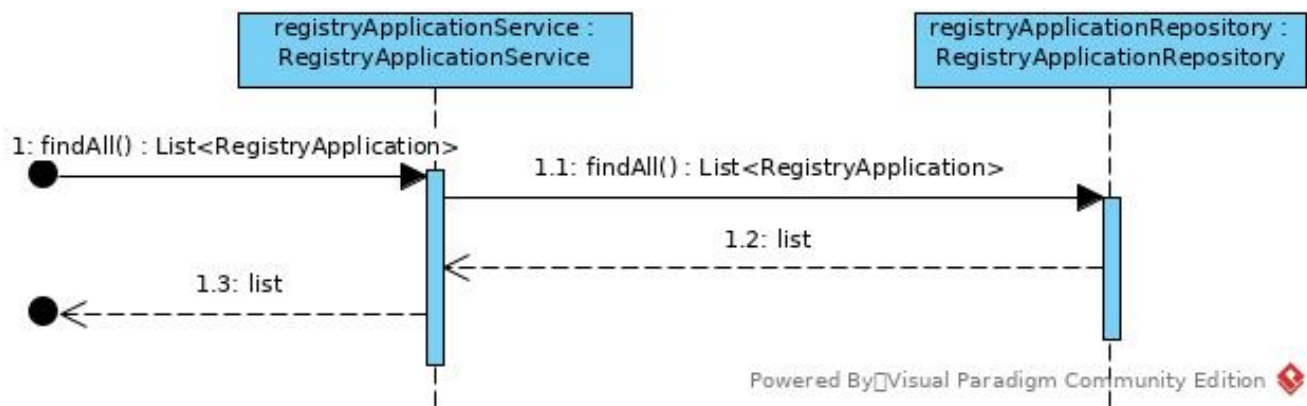 registryApplicationService :
RegistryApplicationService
registryApplicationRepository :
RegistryApplicationRepository
1: findAll() : List<RegistryApplication>
1.1: findAll() : List<RegistryApplication>
1.2: list
1.3: list
Powered By Visual Paradigm Community Edition